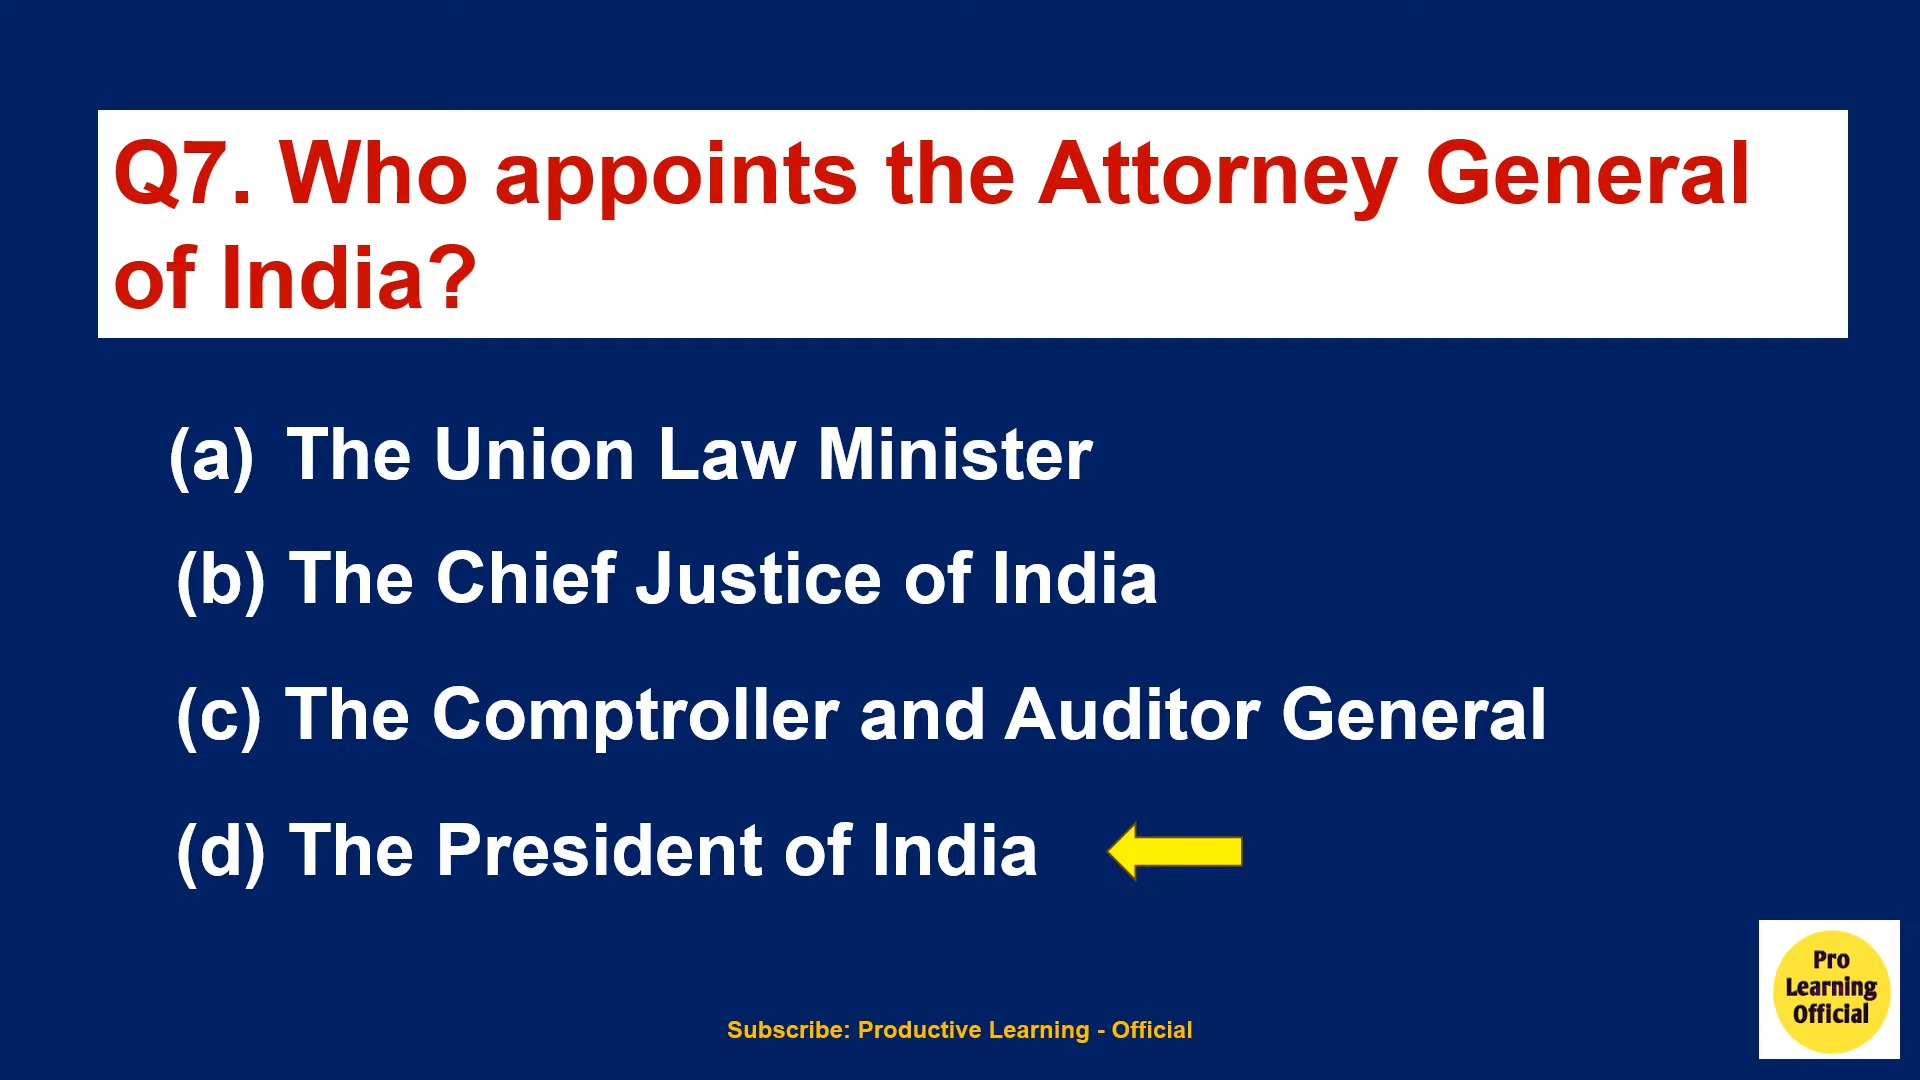 Q7. Who appoints the Attorney General
of India?
(a) The Union Law Minister
(b) The Chief Justice of India
(c) The Comptroller and Auditor General
(d) The President of India
Pro
Learning
Official
Subscribe: Productive Learning - Official